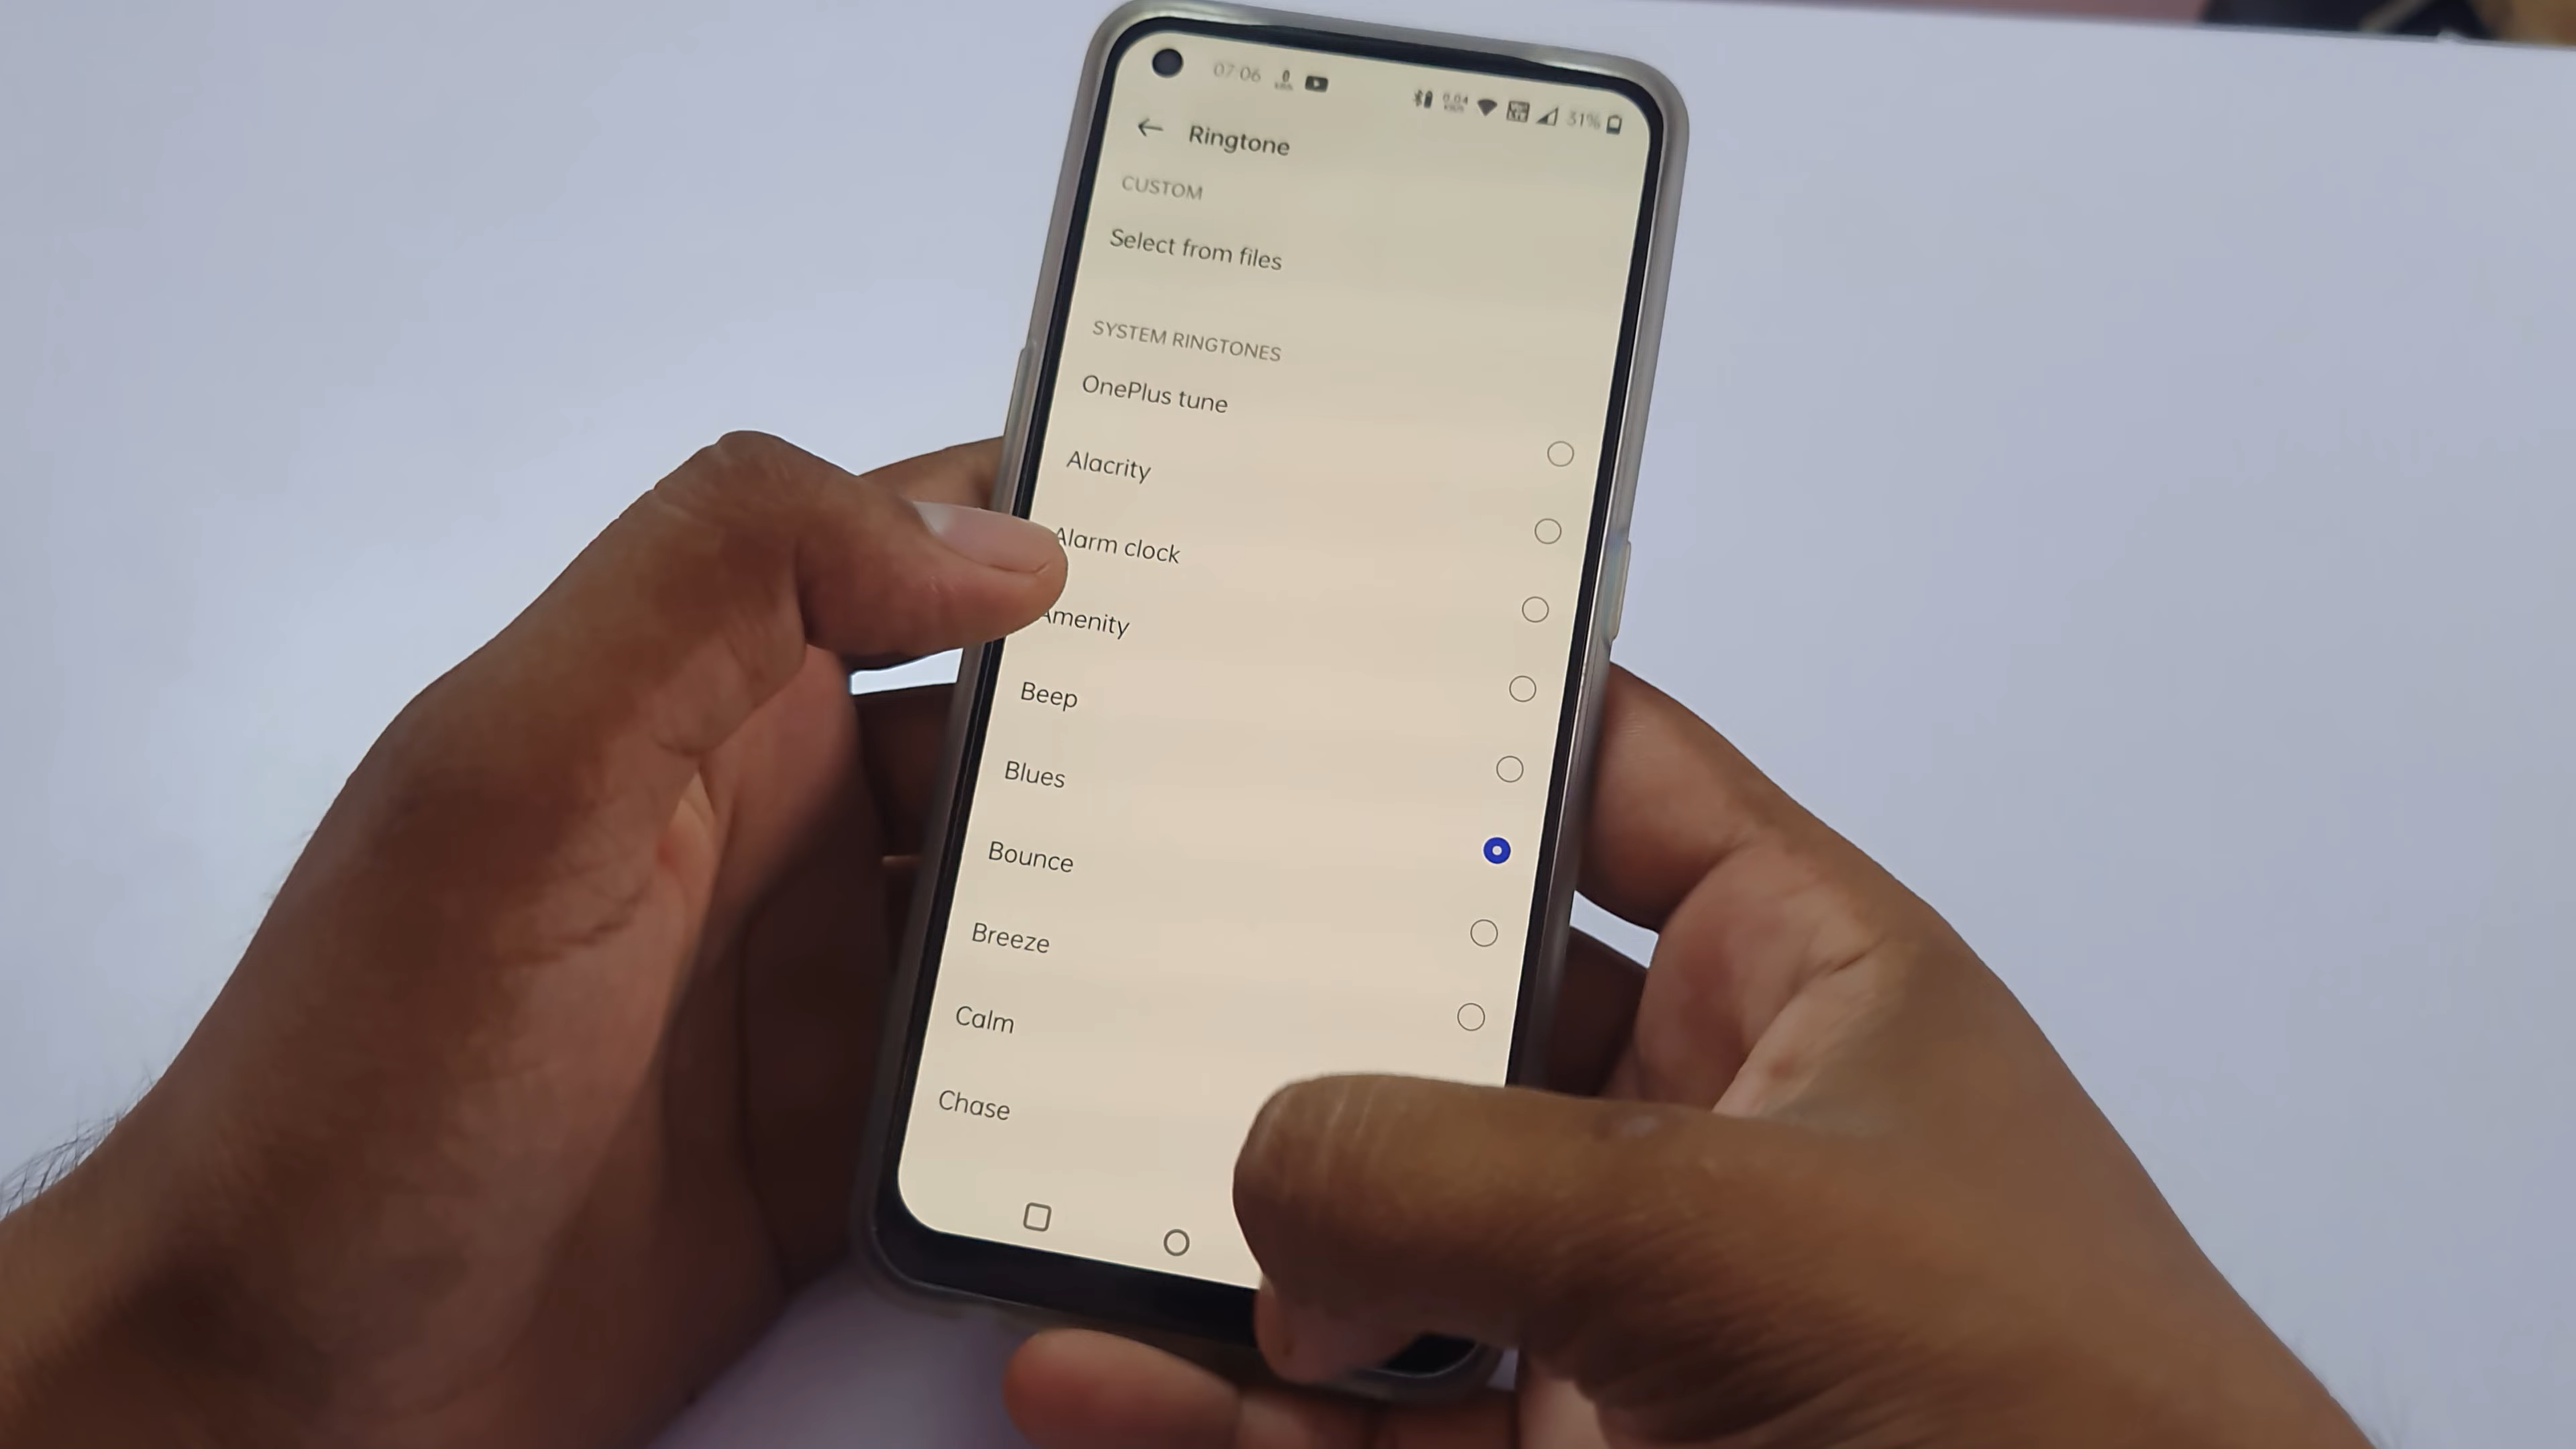 07:06
31%
Ringtone
CUSTOM
Select from files
SYSTEM RINGTONES
OnePlus tune
Alacrity
Alarm clock
Amenity
Beep
Blues
Bounce
Breeze
Calm
Chase